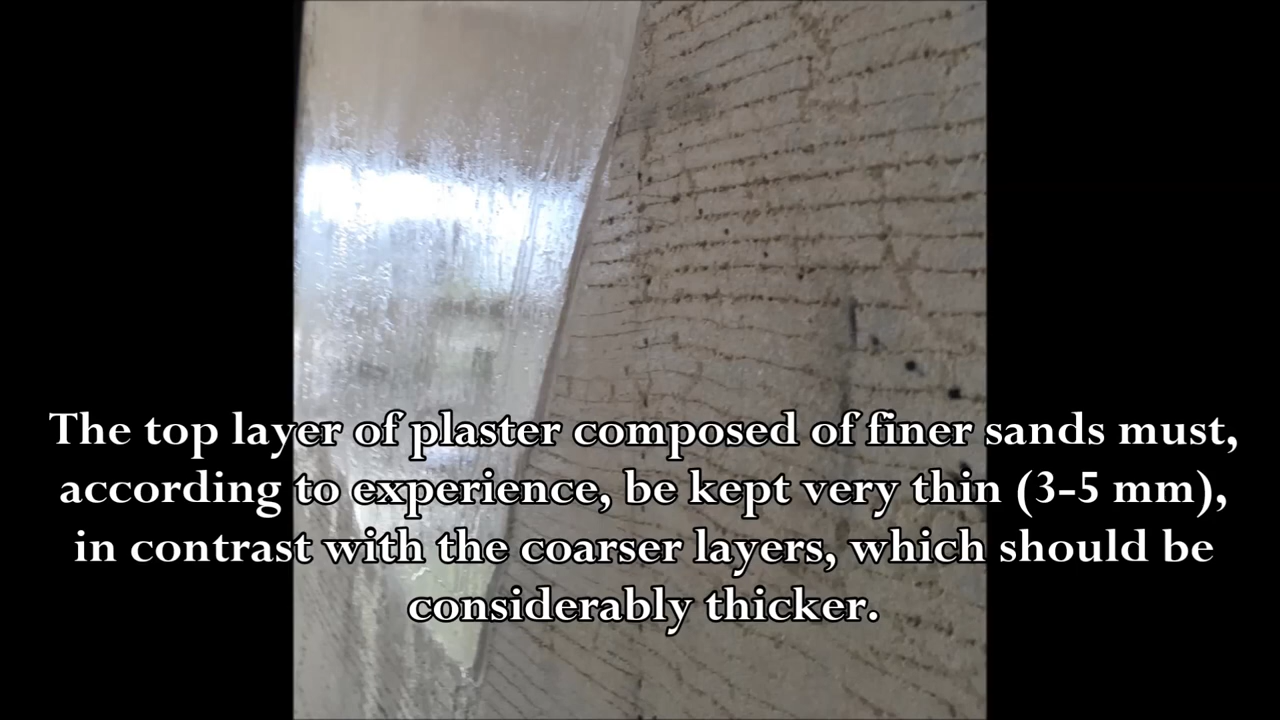 The top layer of plaster composed of finer sands must,
according to experience, be kept very thin (3-5 mm),
in contrast with the coarser layers, which should be
considerably thicker.